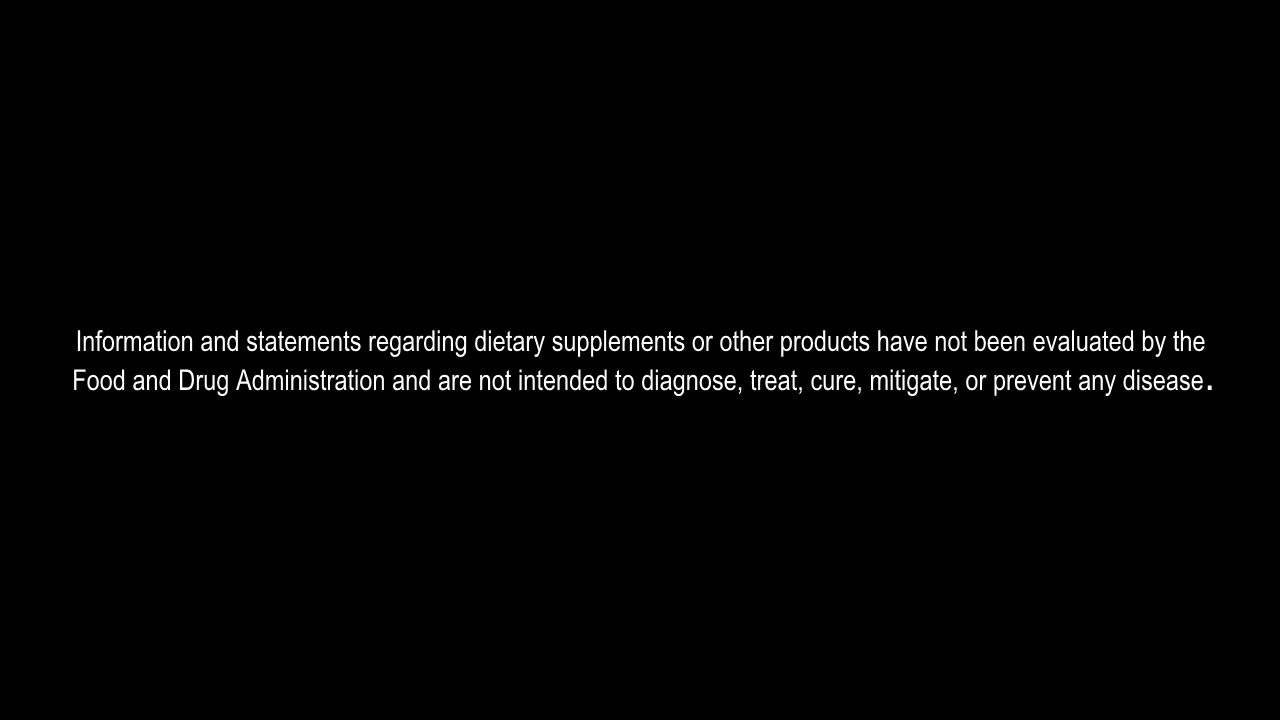 Information and statements regarding dietary supplements or other products have not been evaluated by the
Food and Drug Administration and are not intended to diagnose, treat, cure, mitigate, or prevent any disease.